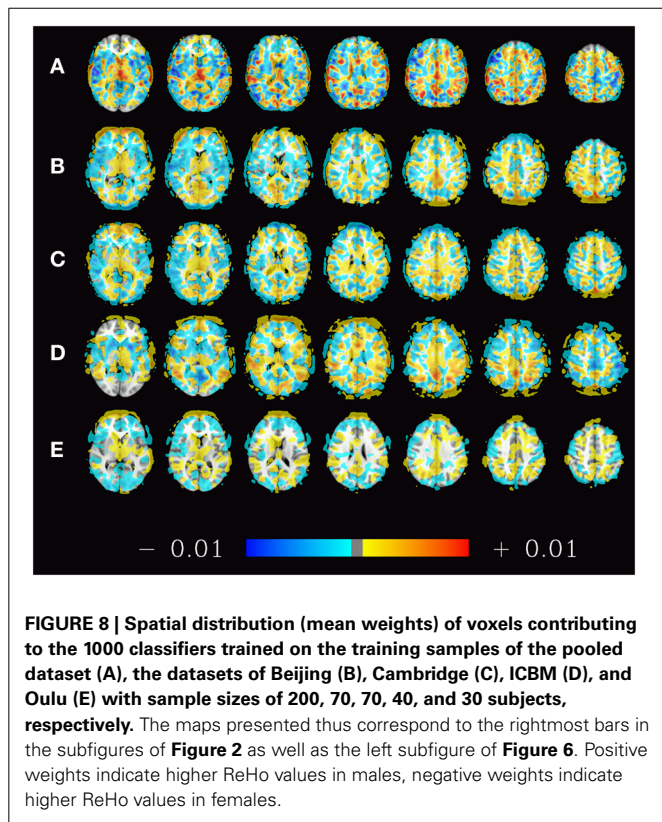 A
B
C
D
E
− 0.01 + 0.01
FIGURE 8 | Spatial distribution (mean weights) of voxels contributing
to the 1000 classifiers trained on the training samples of the pooled
dataset (A), the datasets of Beijing (B), Cambridge (C), ICBM (D), and
Oulu (E) with sample sizes of 200, 70, 70, 40, and 30 subjects,
respectively. The maps presented thus correspond to the rightmost bars in
the subfigures of Figure 2 as well as the left subfigure of Figure 6. Positive
weights indicate higher ReHo values in males, negative weights indicate
higher ReHo values in females.